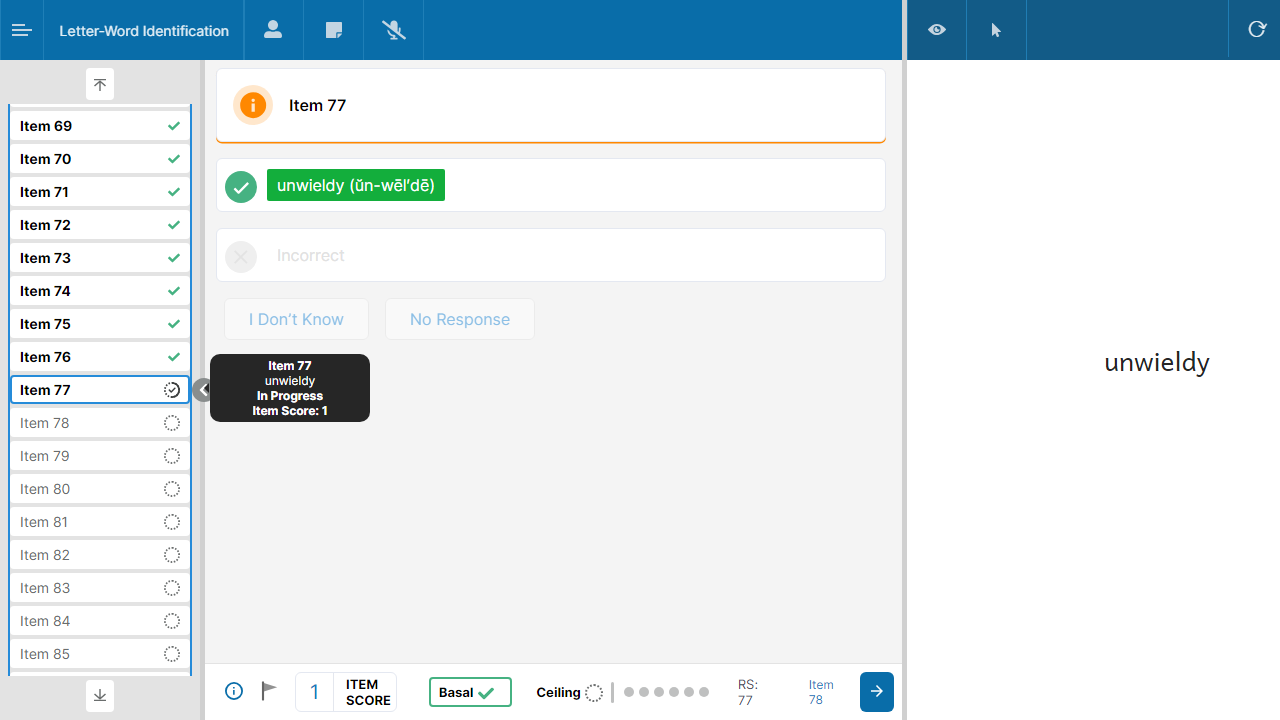 Letter-Word Identification
Item 69
Item 70
Item 71
Item 72
Item 73
Item 74
Item 75
Item 76
Item 77
Item 78
Item 79
Item 80
Item 81
Item 82
Item 83
Item 84
Item 85
Item 77
unwieldy (ŭn-wēl′dē)
Incorrect
I Don't Know
No Response
Item 77
unwieldy
In Progress
Item Score: 1
1
ITEM
SCORE
Basal
Ceiling
RS:
77
Item
78
unwieldy